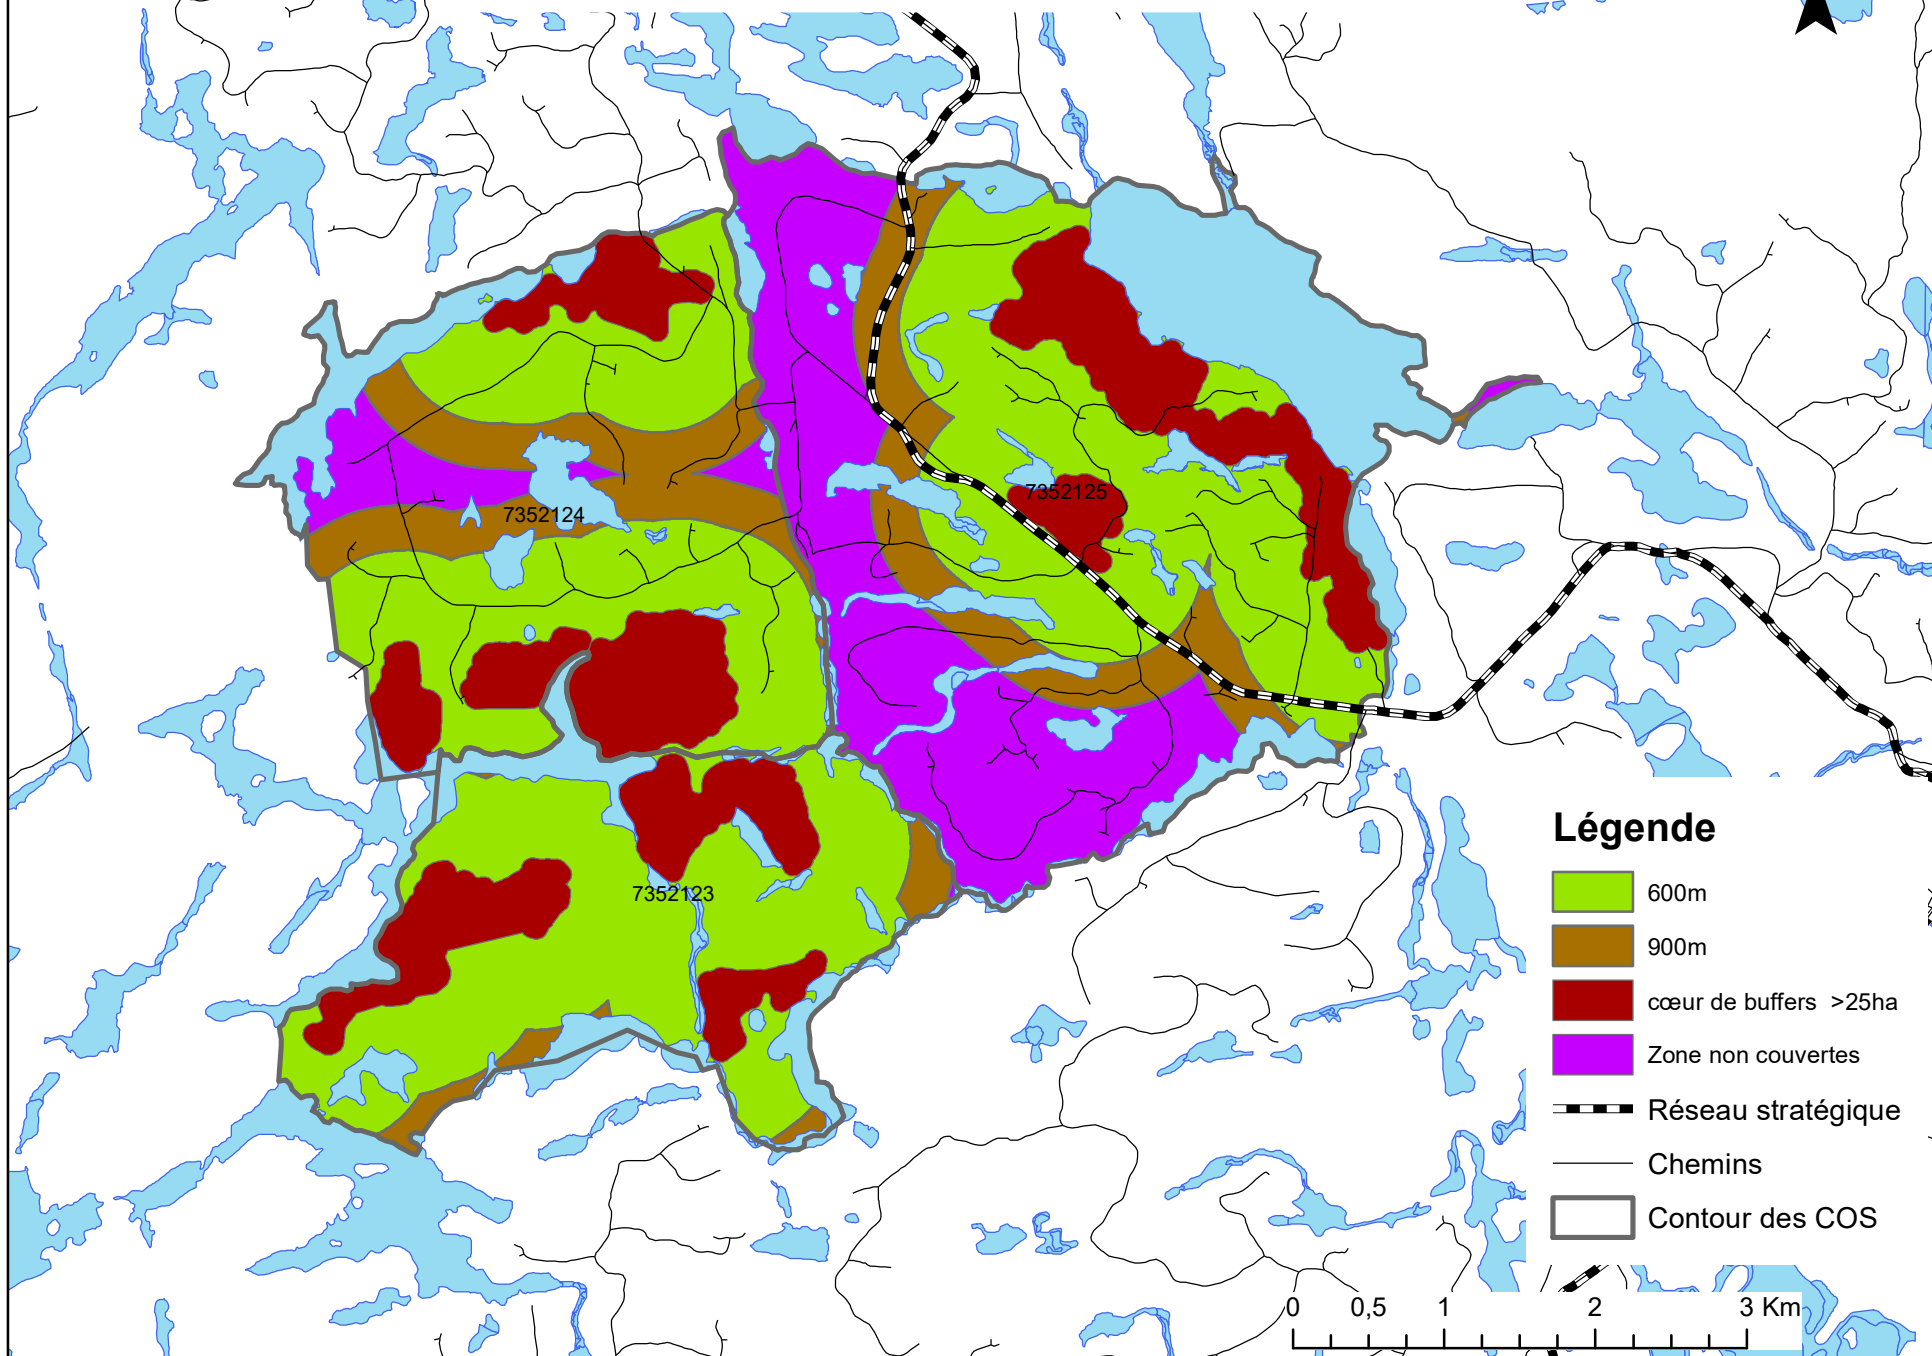 7352125
7352124
7352123
Légende
600m
900m
cœur de buffers >25ha
Zone non couvertes
Réseau stratégique
Chemins
Contour des COS
0 0,5 1 2 3 Km